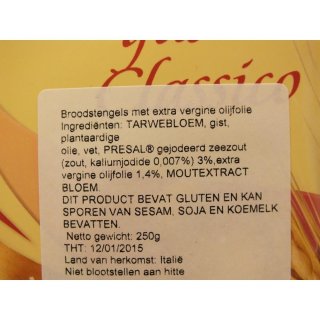 Classico
Broodstengels met extra vergine olijfolie
Ingrediënten: TARWEBLOEM, gist,
plantaardige
olie, vet, PRESAL® gejodeerd zeezout
(zout, kaliumjodide 0,007%) 3%,extra
vergine olijfolie 1,4%, MOUTEXTRACT
BLOEM.
DIT PRODUCT BEVAT GLUTEN EN KAN
SPOREN VAN SESAM, SOJA EN KOEMELK
BEVATTEN.
Netto gewicht: 250g
THT: 12/01/2015
Land van herkomst: Italië
Niet blootstellen aan hitte